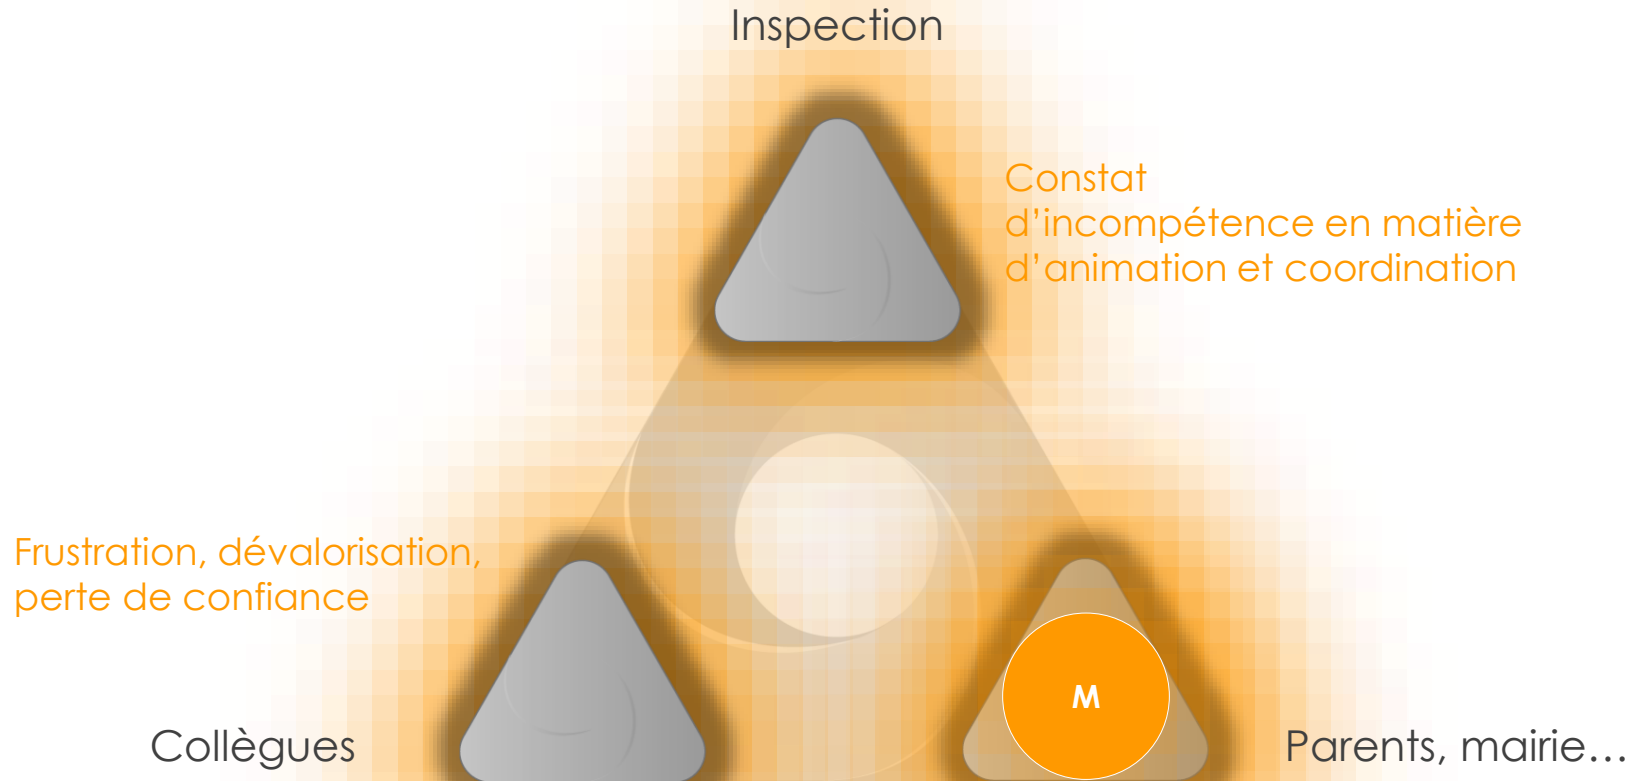 Inspection
Constat
d’incompétence en matière
d’animation et coordination
Frustration, dévalorisation,
perte de confiance
M
Collègues
Parents, mairie…